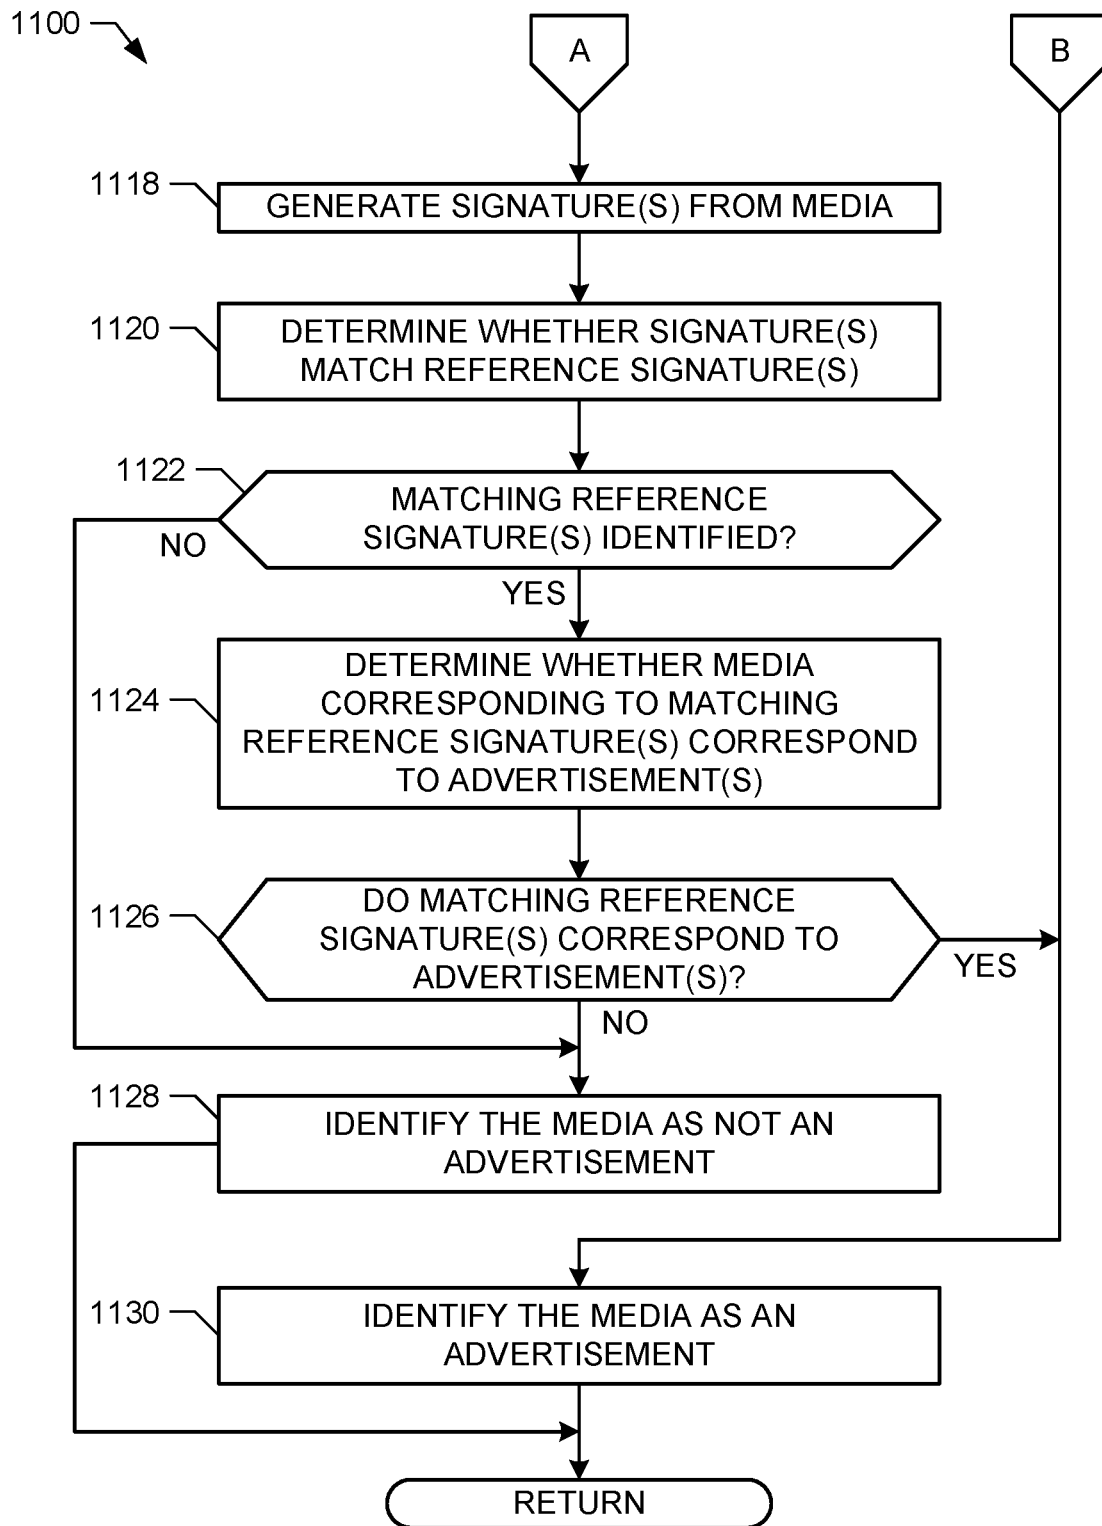 1100
A
B
1118
GENERATE SIGNATURE(S) FROM MEDIA
1120
DETERMINE WHETHER SIGNATURE(S)
MATCH REFERENCE SIGNATURE(S)
1122
MATCHING REFERENCE
SIGNATURE(S) IDENTIFIED?
NO
YES
1124
DETERMINE WHETHER MEDIA
CORRESPONDING TO MATCHING
REFERENCE SIGNATURE(S) CORRESPOND
TO ADVERTISEMENT(S)
1126
DO MATCHING REFERENCE
SIGNATURE(S) CORRESPOND TO
ADVERTISEMENT(S)?
YES
NO
1128
IDENTIFY THE MEDIA AS NOT AN
ADVERTISEMENT
1130
IDENTIFY THE MEDIA AS AN
ADVERTISEMENT
RETURN